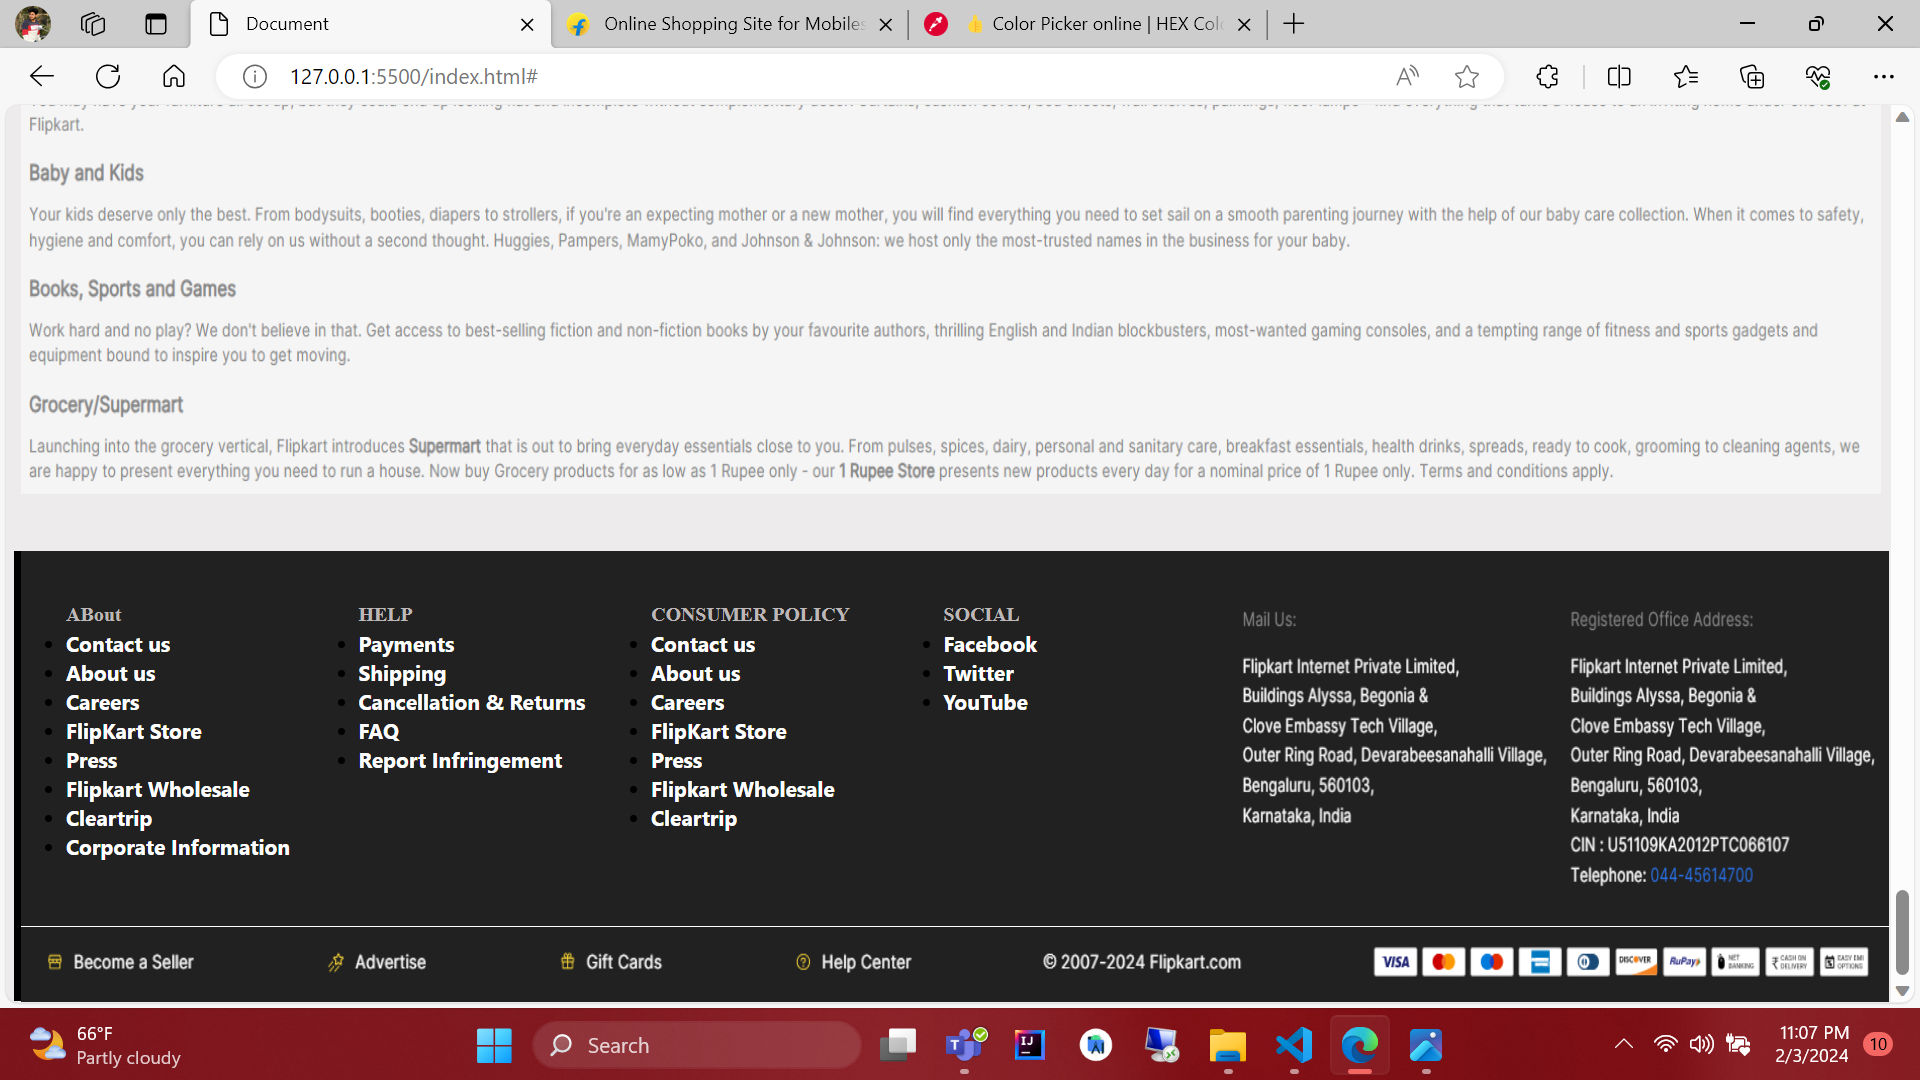 Document
Online Shopping Site for Mobiles
Color Picker online | HEX Colo
127.0.0.1:5500/index.html#
Flipkart.
Baby and Kids
Your kids deserve only the best. From bodysuits, booties, diapers to strollers, if you're an expecting mother or a new mother, you will find everything you need to set sail on a smooth parenting journey with the help of our baby care collection. When it comes to safety,
hygiene and comfort, you can rely on us without a second thought. Huggies, Pampers, MamyPoko, and Johnson & Johnson: we host only the most-trusted names in the business for your baby.
Books, Sports and Games
Work hard and no play? We don't believe in that. Get access to best-selling fiction and non-fiction books by your favourite authors, thrilling English and Indian blockbusters, most-wanted gaming consoles, and a tempting range of fitness and sports gadgets and
equipment bound to inspire you to get moving.
Grocery/Supermart
Launching into the grocery vertical, Flipkart introduces Supermart that is out to bring everyday essentials close to you. From pulses, spices, dairy, personal and sanitary care, breakfast essentials, health drinks, spreads, ready to cook, grooming to cleaning agents, we
are happy to present everything you need to run a house. Now buy Grocery products for as low as 1 Rupee only - our 1 Rupee Store presents new products every day for a nominal price of 1 Rupee only. Terms and conditions apply.
ABout
Contact us
About us
Careers
FlipKart Store
Press
Flipkart Wholesale
Cleartrip
Corporate Information
HELP
Payments
Shipping
Cancellation & Returns
FAQ
Report Infringement
CONSUMER POLICY
Contact us
About us
Careers
FlipKart Store
Press
Flipkart Wholesale
Cleartrip
SOCIAL
Facebook
Twitter
YouTube
Mail Us:
Flipkart Internet Private Limited,
Buildings Alyssa, Begonia &
Clove Embassy Tech Village,
Outer Ring Road, Devarabeesanahalli Village,
Bengaluru, 560103,
Karnataka, India
Registered Office Address:
Flipkart Internet Private Limited,
Buildings Alyssa, Begonia &
Clove Embassy Tech Village,
Outer Ring Road, Devarabeesanahalli Village,
Bengaluru, 560103,
Karnataka, India
CIN : U51109KA2012PTC066107
Telephone: 044-45614700
Become a Seller
Advertise
Gift Cards
Help Center
© 2007-2024 Flipkart.com
VISA
DISCOVER
RuPay
NET BANKING
CASH ON DELIVERY
EASY EMI OPTIONS
66°F
Partly cloudy
Search
11:07 PM
2/3/2024
10